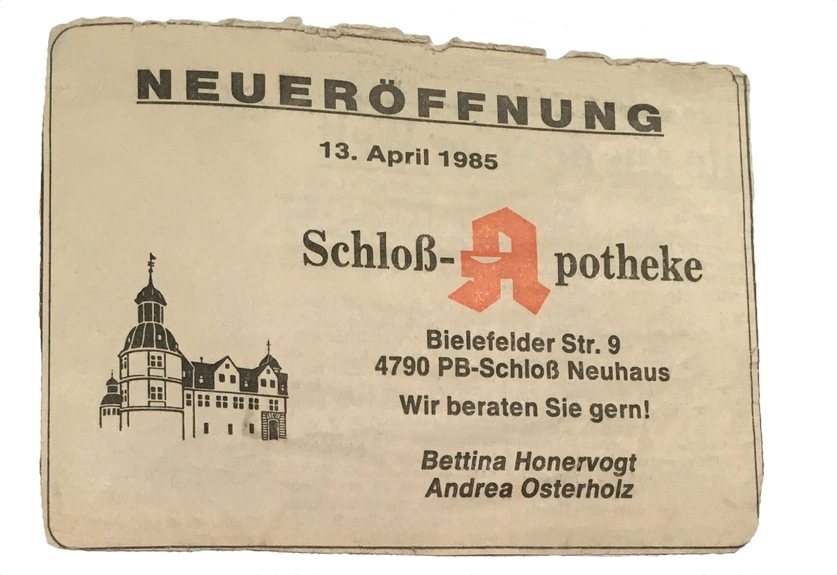 NEUERÖFFNUNG
13. April 1985
Schloß-Apotheke
Bielefelder Str. 9
4790 PB-Schloß Neuhaus
Wir beraten Sie gern!
Bettina Honervogt
Andrea Osterholz